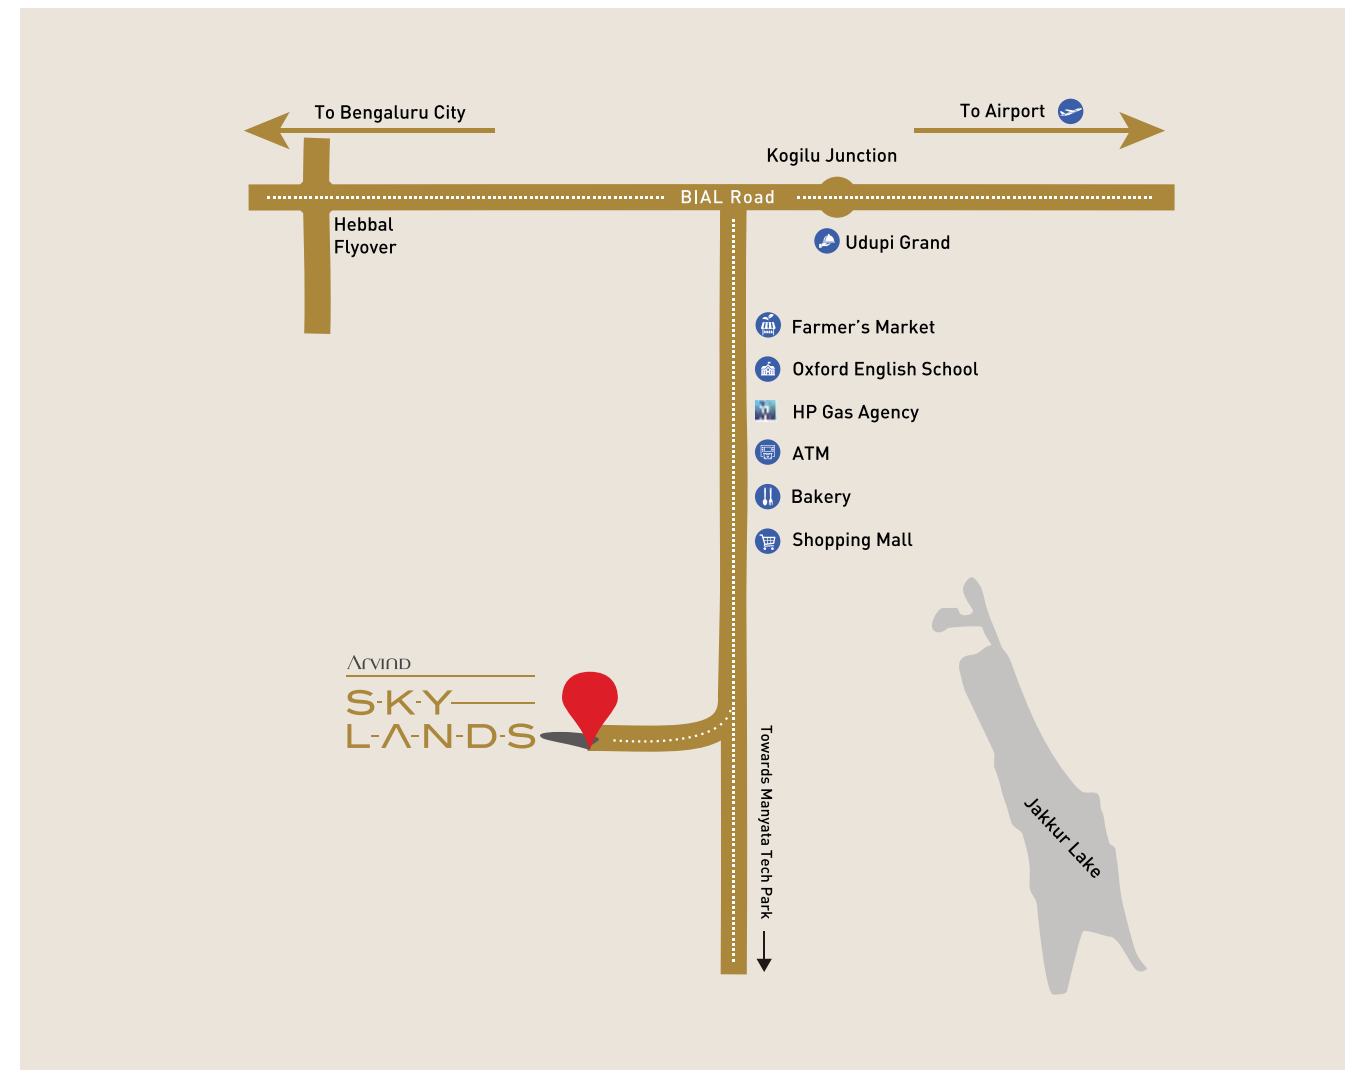 To Bengaluru City
To Airport
Kogilu Junction
BIAL Road
Hebbal
Flyover
Udupi Grand
Farmer's Market
Oxford English School
HP Gas Agency
ATM
Bakery
Shopping Mall
ARVIND
S-K-Y
L-A-N-D-S
Towards Manyata Tech Park
Jakkur Lake